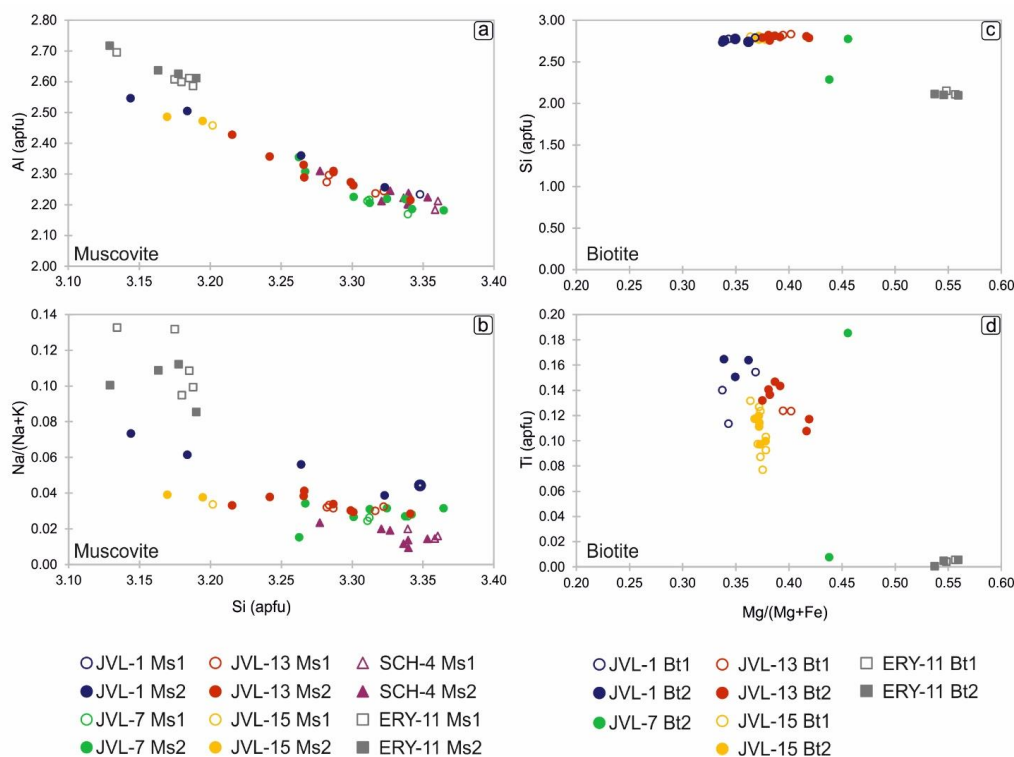 a
Al (apfu)
2.80
2.70
2.60
2.50
2.40
2.30
2.20
2.10
2.00
Muscovite
3.10 3.15 3.20 3.25 3.30 3.35 3.40
c
Si (apfu)
3.00
2.50
2.00
1.50
3.00
1.00
0.00
Biotite
0.20 0.25 0.30 0.35 0.40 0.45 0.50 0.55 0.60
b
Na/(Na+K)
0.14
0.12
0.10
0.08
0.06
0.04
0.02
0.00
Muscovite
3.10 3.15 3.20 3.25 3.30 3.35 3.40
Si (apfu)
d
Ti (apfu)
0.20
0.18
0.16
0.14
0.12
0.10
0.08
0.06
0.04
0.02
0.00
Biotite
0.20 0.25 0.30 0.35 0.40 0.45 0.50 0.55 0.60
Mg/(Mg+Fe)
JVL-1 Ms1 JVL-13 Ms1 SCH-4 Ms1
JVL-1 Ms2 JVL-13 Ms2 SCH-4 Ms2
JVL-7 Ms1 JVL-15 Ms1 ERY-11 Ms1
JVL-7 Ms2 JVL-15 Ms2 ERY-11 Ms2
JVL-1 Bt1 JVL-13 Bt1 ERY-11 Bt1
JVL-1 Bt2 JVL-13 Bt2 ERY-11 Bt2
JVL-7 Bt2 JVL-15 Bt1
JVL-15 Bt2